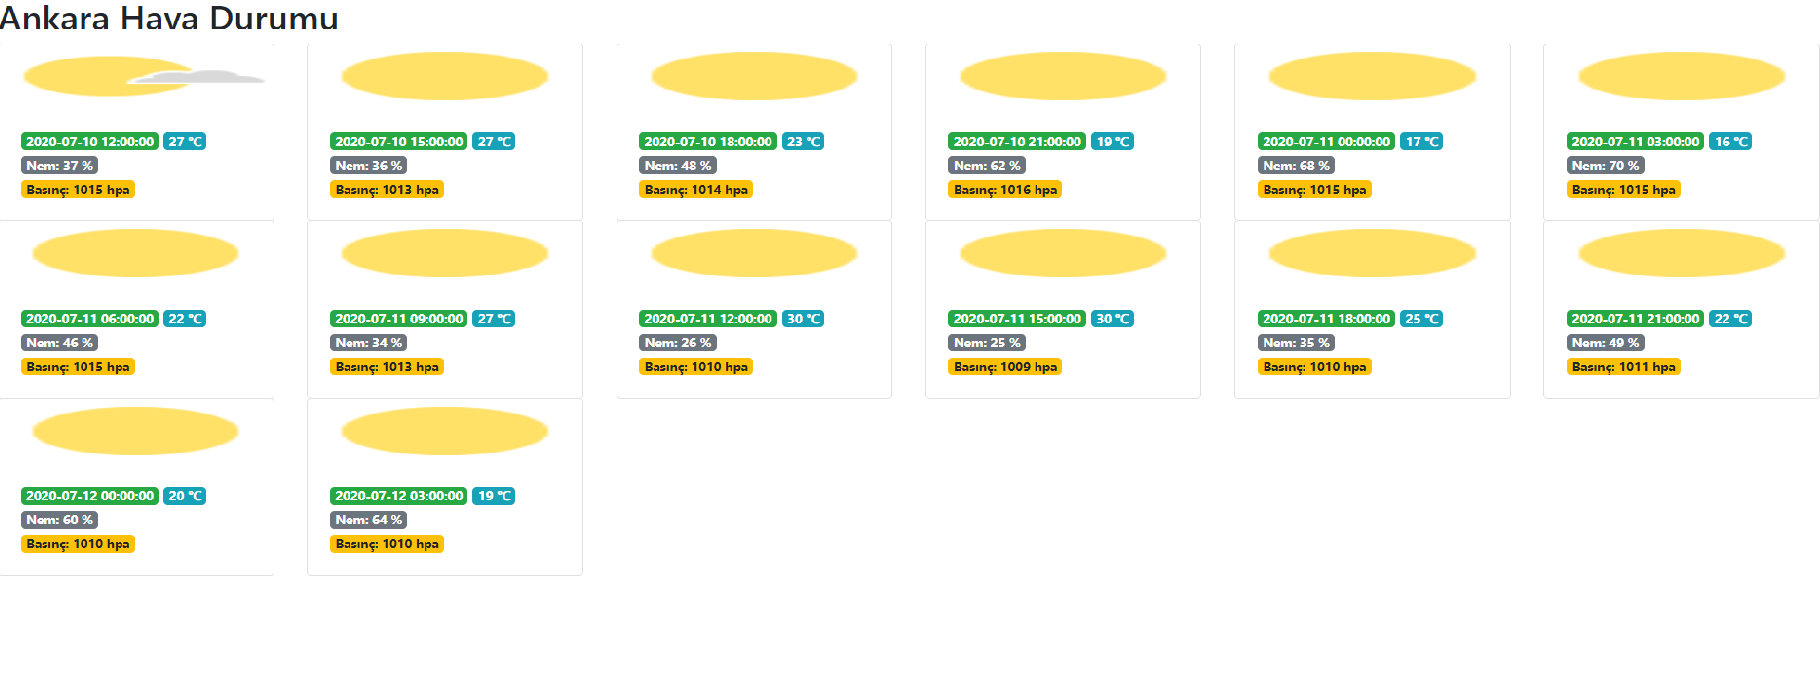 Ankara Hava Durumu
2020-07-10 12:00:00 27 °C
Nem: 37 %
Basınç: 1015 hpa
2020-07-10 15:00:00 27 °C
Nem: 36 %
Basınç: 1013 hpa
2020-07-10 18:00:00 23 °C
Nem: 48 %
Basınç: 1014 hpa
2020-07-10 21:00:00 19 °C
Nem: 62 %
Basınç: 1016 hpa
2020-07-11 00:00:00 17 °C
Nem: 68 %
Basınç: 1015 hpa
2020-07-11 03:00:00 16 °C
Nem: 70 %
Basınç: 1015 hpa
2020-07-11 06:00:00 22 °C
Nem: 46 %
Basınç: 1015 hpa
2020-07-11 09:00:00 27 °C
Nem: 34 %
Basınç: 1013 hpa
2020-07-11 12:00:00 30 °C
Nem: 26 %
Basınç: 1010 hpa
2020-07-11 15:00:00 30 °C
Nem: 25 %
Basınç: 1009 hpa
2020-07-11 18:00:00 25 °C
Nem: 35 %
Basınç: 1010 hpa
2020-07-11 21:00:00 22 °C
Nem: 49 %
Basınç: 1011 hpa
2020-07-12 00:00:00 20 °C
Nem: 60 %
Basınç: 1010 hpa
2020-07-12 03:00:00 19 °C
Nem: 64 %
Basınç: 1010 hpa